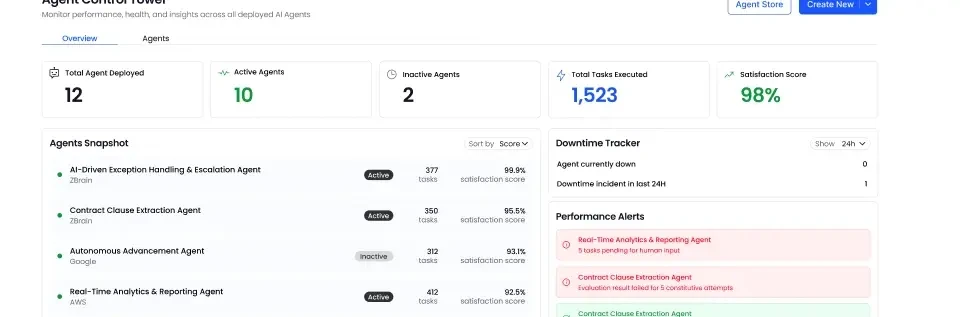 Agent Control Tower
Monitor performance, health, and insights across all deployed AI Agents
Agent Store
Create New
Overview
Agents
Total Agent Deployed
12
Active Agents
10
Inactive Agents
2
Total Tasks Executed
1,523
Satisfaction Score
98%
Agents Snapshot
Sort by Score
AI-Driven Exception Handling & Escalation Agent
ZBrain
Active
377
tasks
99.9%
satisfaction score
Contract Clause Extraction Agent
ZBrain
Active
350
tasks
95.5%
satisfaction score
Autonomous Advancement Agent
Google
Inactive
312
tasks
93.1%
satisfaction score
Real-Time Analytics & Reporting Agent
AWS
Active
412
tasks
92.5%
satisfaction score
Downtime Tracker
Show 24h
Agent currently down 0
Downtime incident in last 24H 1
Performance Alerts
Real-Time Analytics & Reporting Agent
5 tasks pending for human input
Contract Clause Extraction Agent
Evaluation result failed for 5 constitutive attempts
Contract Clause Extraction Agent